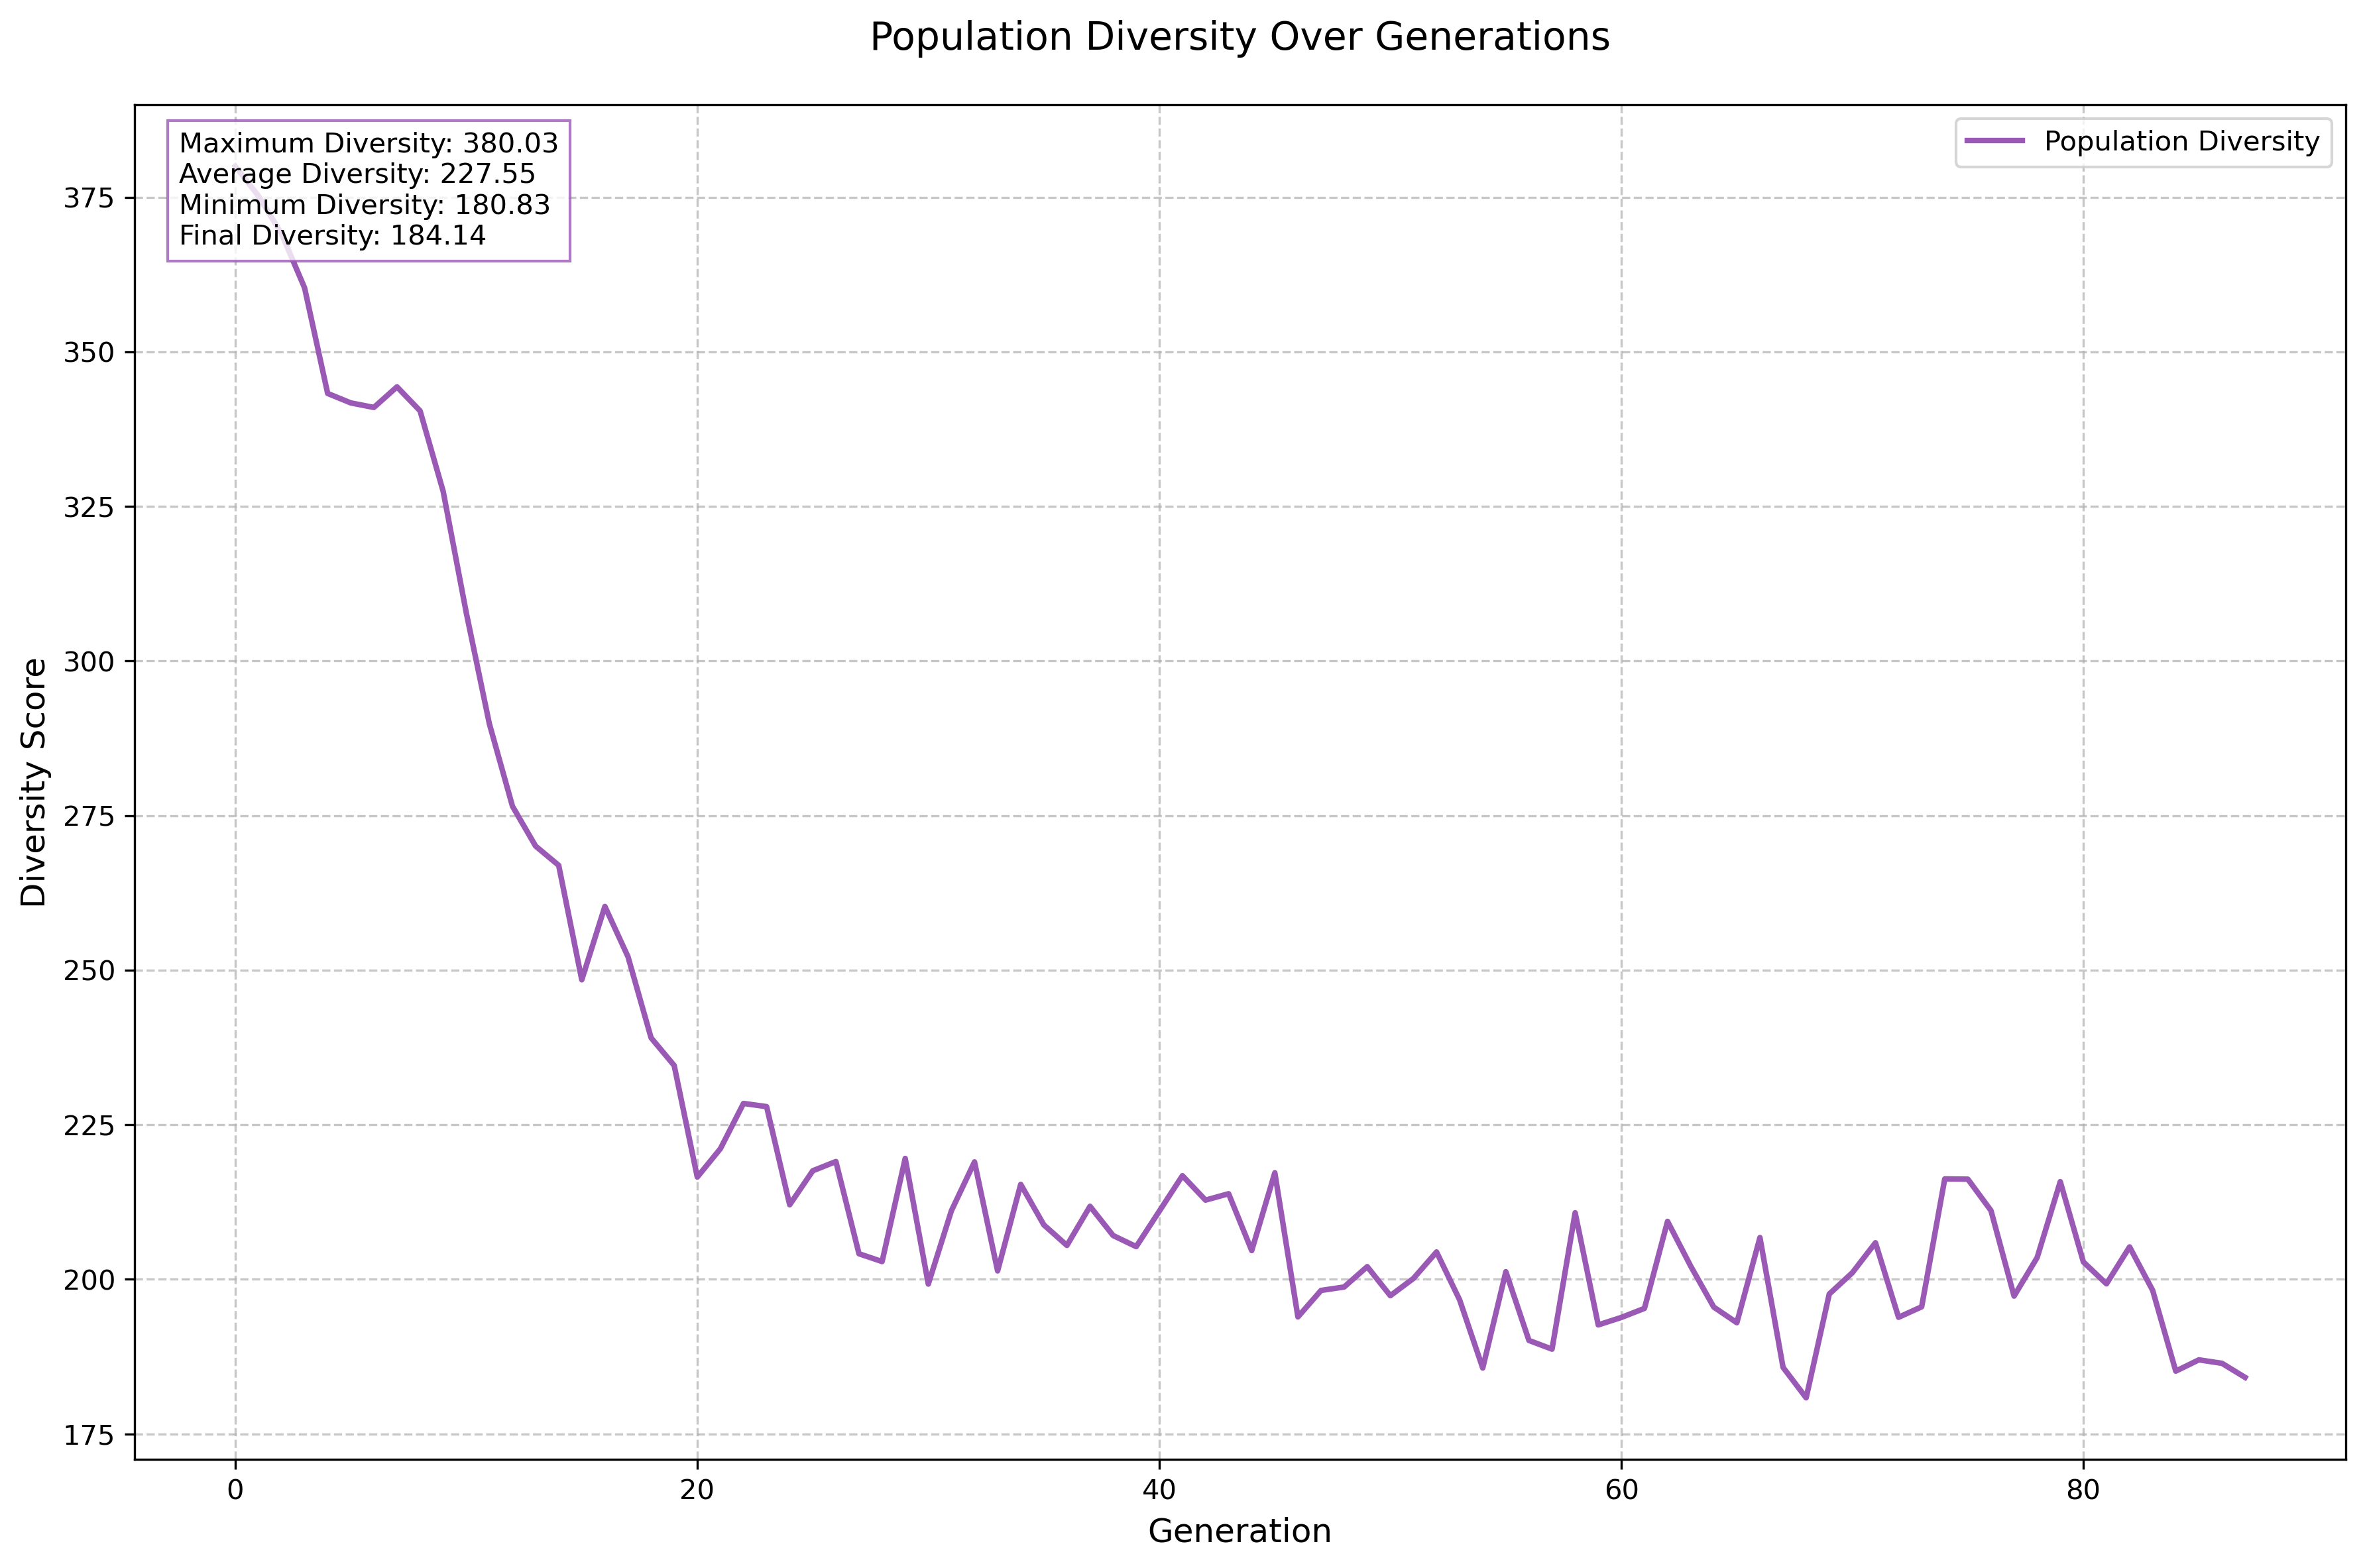 Population Diversity Over Generations
Maximum Diversity: 380.03
Average Diversity: 227.55
Minimum Diversity: 180.83
Final Diversity: 184.14
Population Diversity
Diversity Score
375
350
325
300
275
250
225
200
175
0 20 40 60 80
Generation